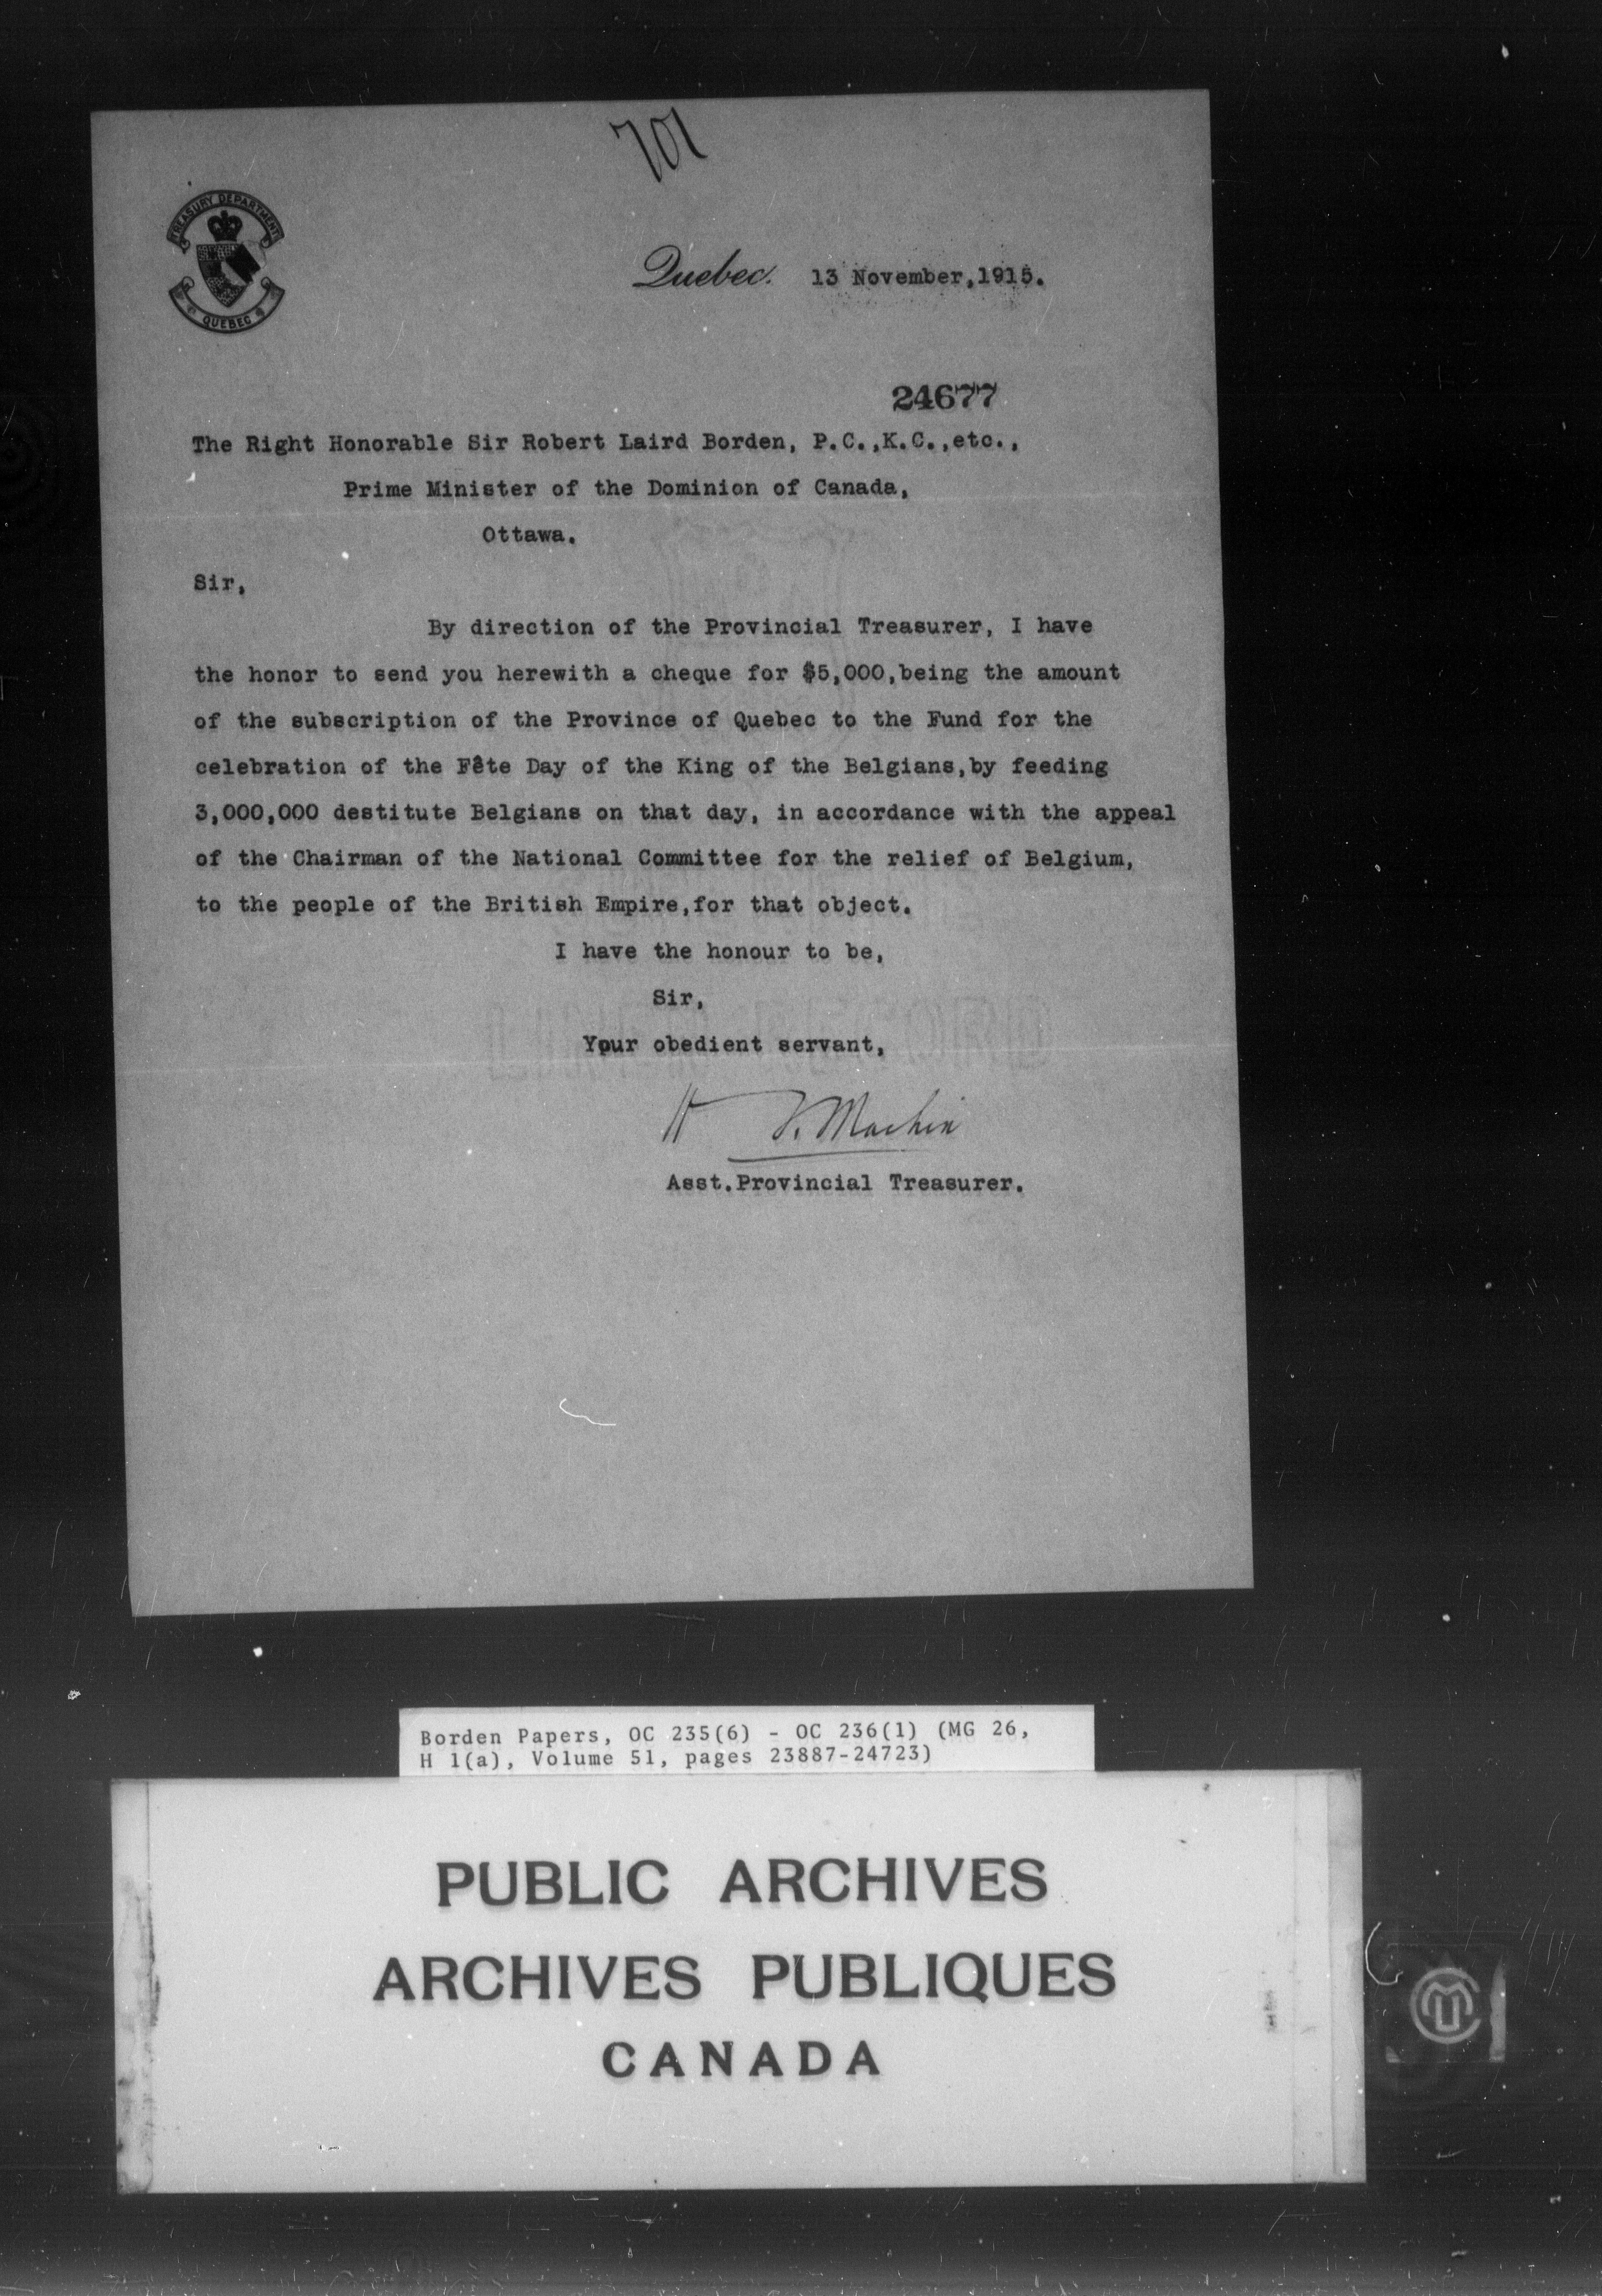 701
TREASURY DEPARTMENT
QUEBEC
Quebec. 13 November,1915.
24677
The Right Honorable Sir Robert Laird Borden, P.C.,K.C.,etc.,
Prime Minister of the Dominion of Canada,
Ottawa.
Sir,
By direction of the Provincial Treasurer, I have
the honor to send you herewith a cheque for $5,000,being the amount
of the subscription of the Province of Quebec to the Fund for the
celebration of the Fête Day of the King of the Belgians,by feeding
3,000,000 destitute Belgians on that day, in accordance with the appeal
of the Chairman of the National Committee for the relief of Belgium,
to the people of the British Empire,for that object.
I have the honour to be,
Sir,
Your obedient servant,
H T. Machin
Asst.Provincial Treasurer.
Borden Papers, OC 235(6) - OC 236(1) (MG 26,
H 1(a), Volume 51, pages 23887-24723)
PUBLIC ARCHIVES
ARCHIVES PUBLIQUES
CANADA